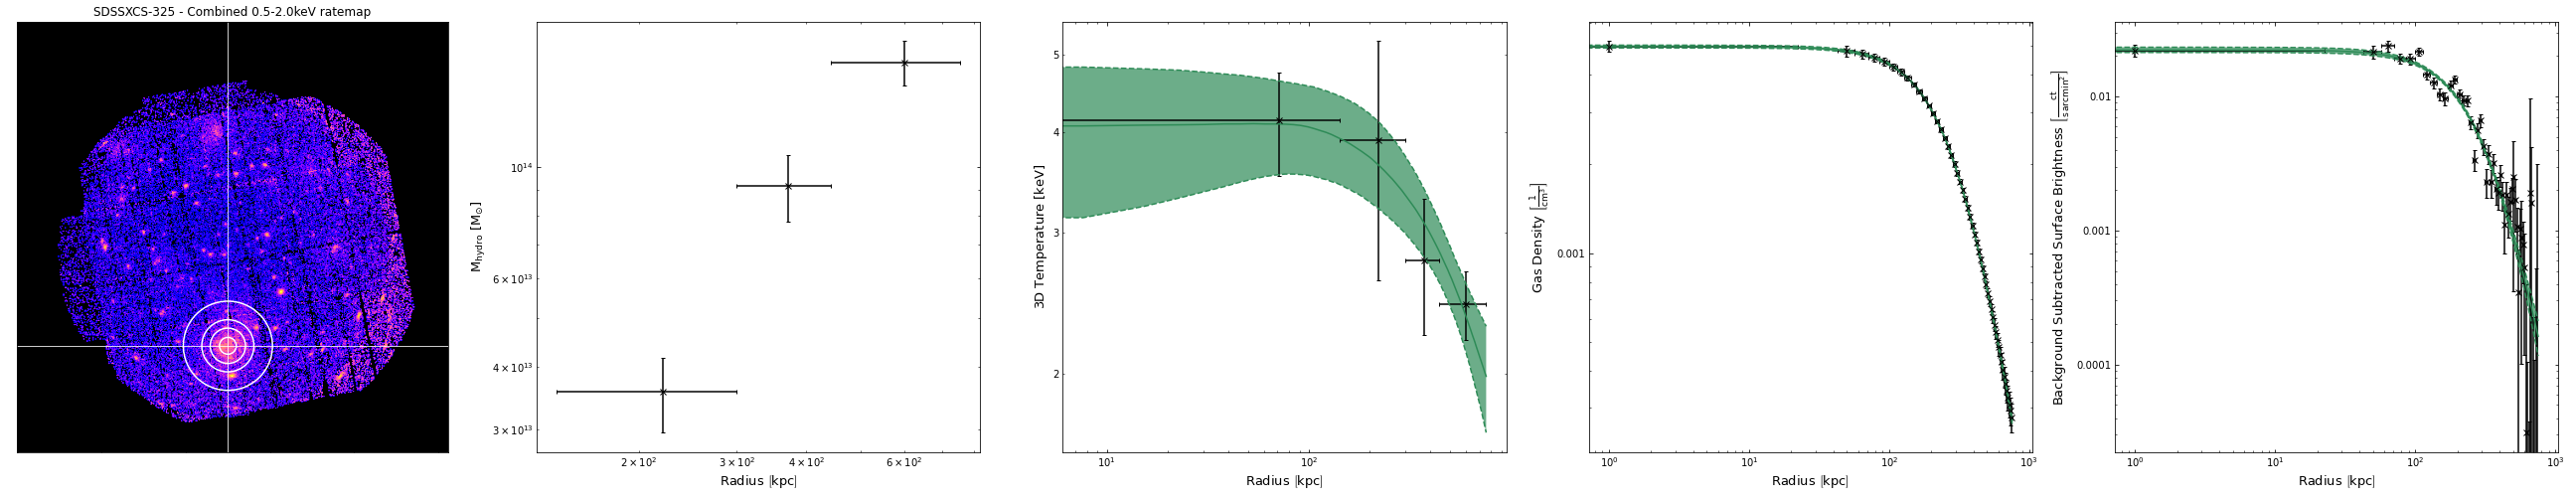 SDSSXCS-325 - Combined 0.5-2.0keV ratemap
M_hydro [M_⊙]
10^14
6 × 10^13
4 × 10^13
3 × 10^13
2 × 10^2
3 × 10^2
4 × 10^2
6 × 10^2
Radius [kpc]
3D Temperature [keV]
5
4
3
2
10^1
10^2
Radius [kpc]
Gas Density [1/cm^3]
0.001
10^0
10^1
10^2
10^3
Radius [kpc]
Background Subtracted Surface Brightness [ct/s arcmin^2]
0.01
0.001
0.0001
10^0
10^1
10^2
10^3
Radius [kpc]